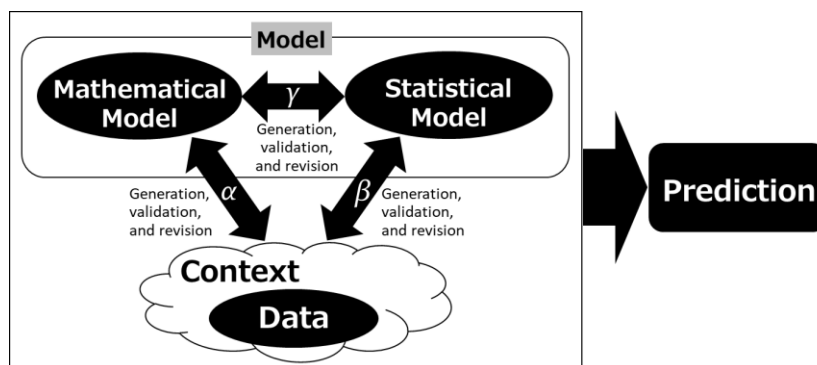 Model
Mathematical
Model
γ
Statistical
Model
Generation,
validation,
and revision
Generation,
validation,
and revision
α
β
Generation,
validation,
and revision
Prediction
Context
Data